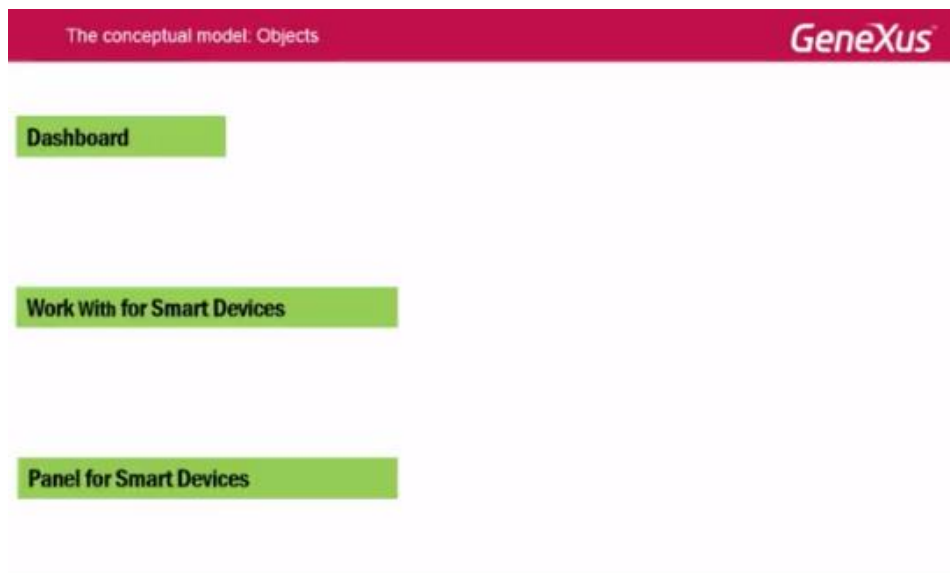 The conceptual model: Objects
GeneXus
Dashboard
Work With for Smart Devices
Panel for Smart Devices